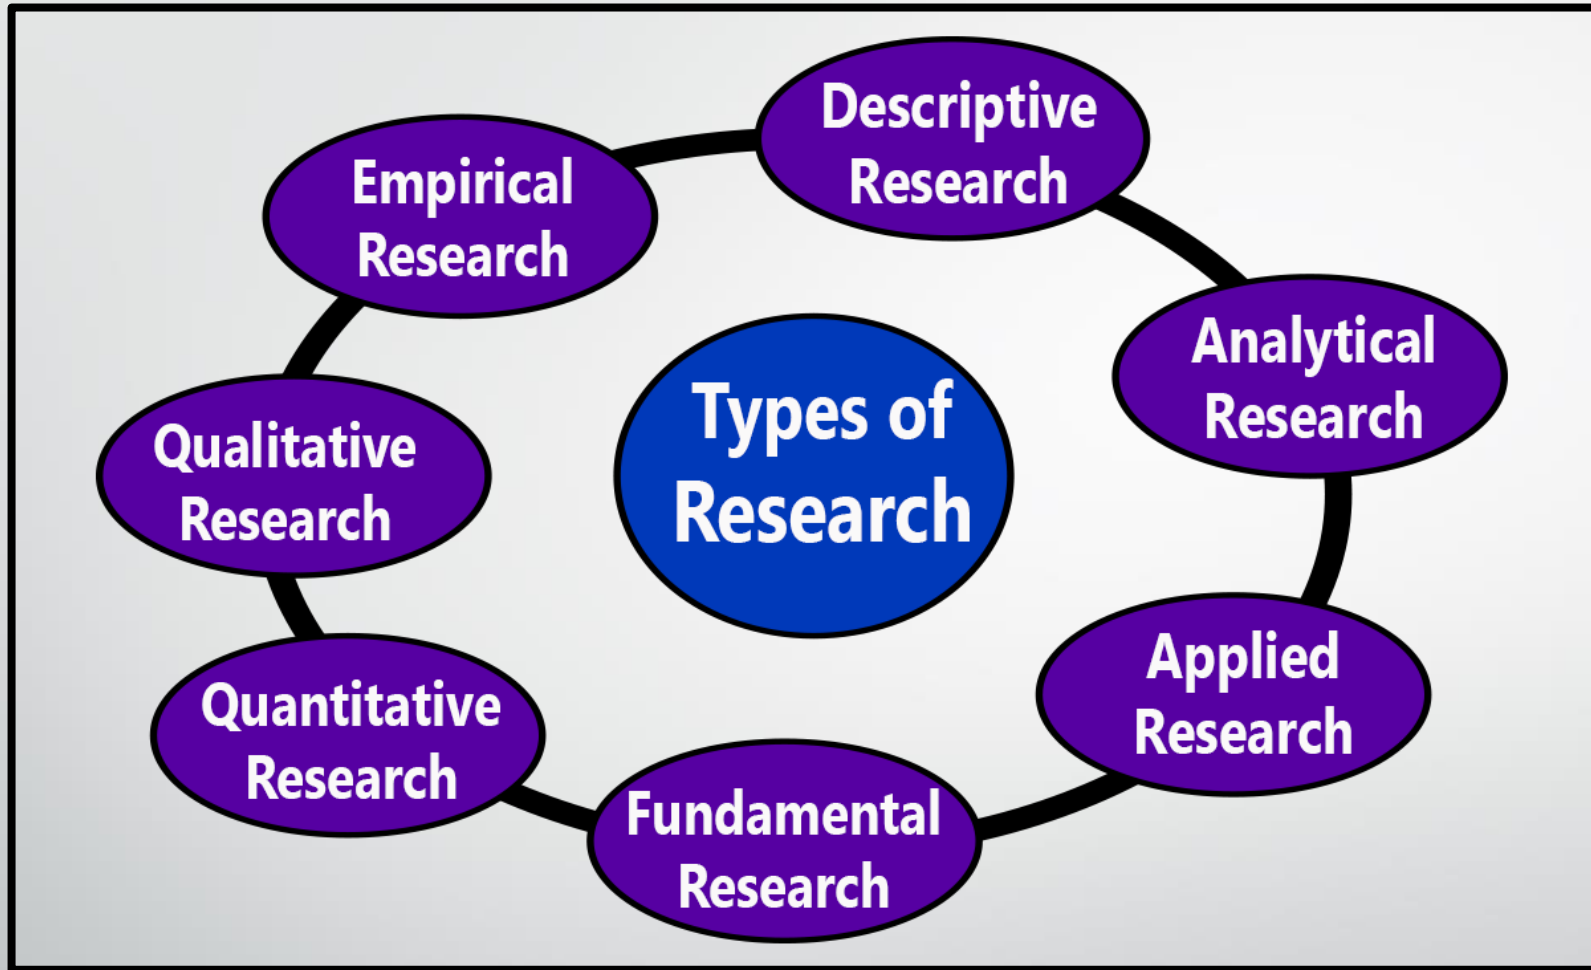 Types of
Research
Descriptive
Research
Analytical
Research
Applied
Research
Fundamental
Research
Quantitative
Research
Qualitative
Research
Empirical
Research